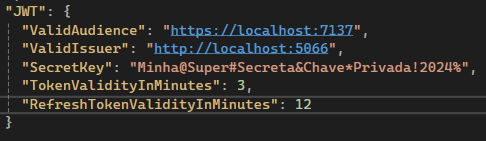 "JWT": {
"ValidAudience": "https://localhost:7137",
"ValidIssuer": "http://localhost:5066",
"SecretKey": "Minha@Super#Secreta&Chave*Privada!2024%",
"TokenValidityInMinutes": 3,
"RefreshTokenValidityInMinutes": 12
}